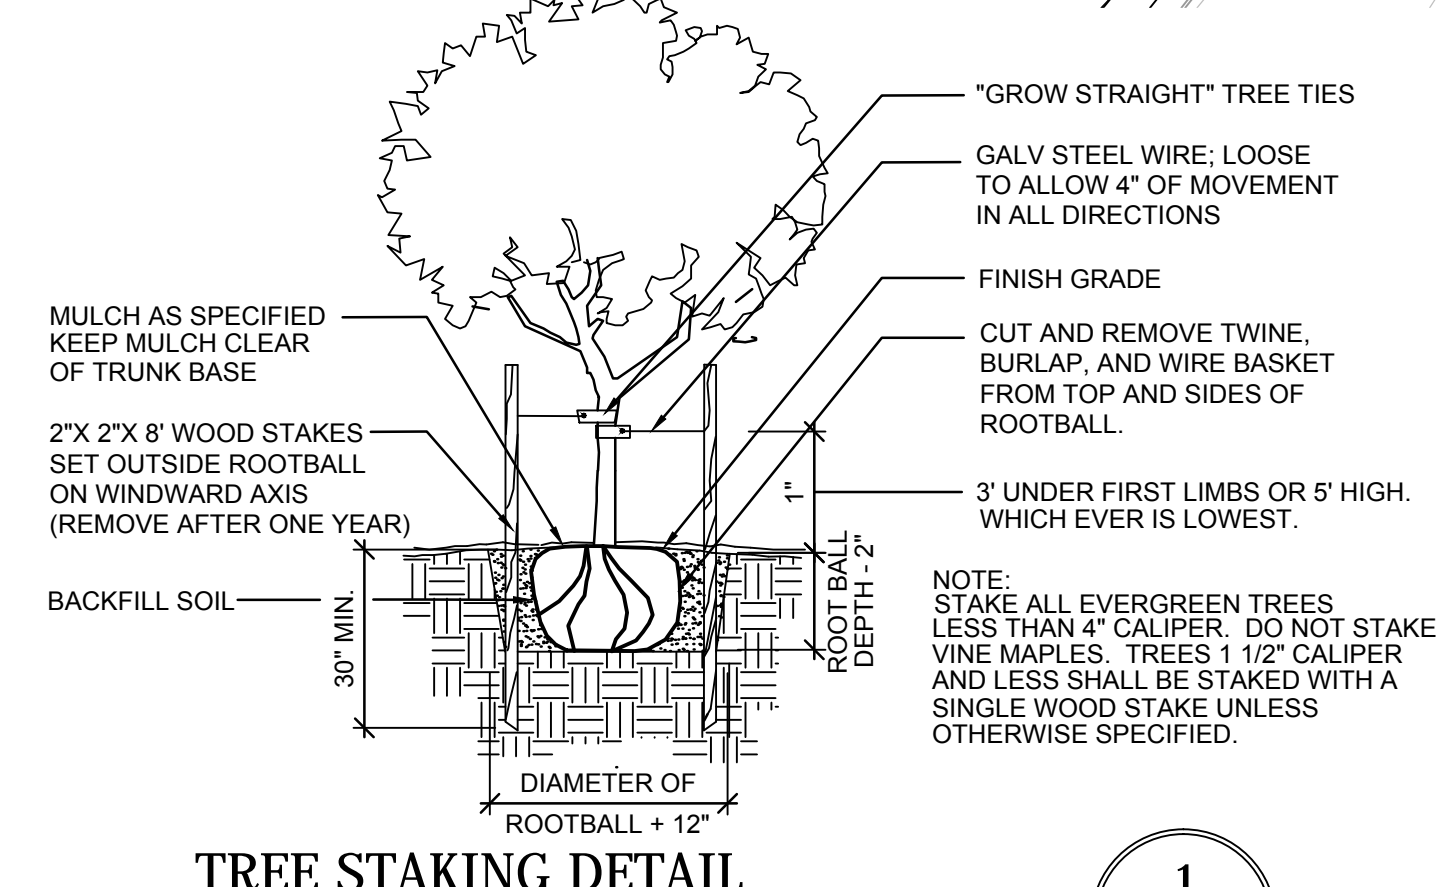 "GROW STRAIGHT" TREE TIES
GALV STEEL WIRE; LOOSE
TO ALLOW 4" OF MOVEMENT
IN ALL DIRECTIONS
FINISH GRADE
CUT AND REMOVE TWINE,
BURLAP, AND WIRE BASKET
FROM TOP AND SIDES OF
ROOTBALL.
3' UNDER FIRST LIMBS OR 5' HIGH.
WHICH EVER IS LOWEST.
MULCH AS SPECIFIED
KEEP MULCH CLEAR
OF TRUNK BASE
2"X 2"X 8' WOOD STAKES
SET OUTSIDE ROOTBALL
ON WINDWARD AXIS
(REMOVE AFTER ONE YEAR)
BACKFILL SOIL
30" MIN.
1"
ROOT BALL
DEPTH - 2"
DIAMETER OF
ROOTBALL + 12"
NOTE:
STAKE ALL EVERGREEN TREES
LESS THAN 4" CALIPER. DO NOT STAKE
VINE MAPLES. TREES 1 1/2" CALIPER
AND LESS SHALL BE STAKED WITH A
SINGLE WOOD STAKE UNLESS
OTHERWISE SPECIFIED.
TREE STAKING DETAIL
1